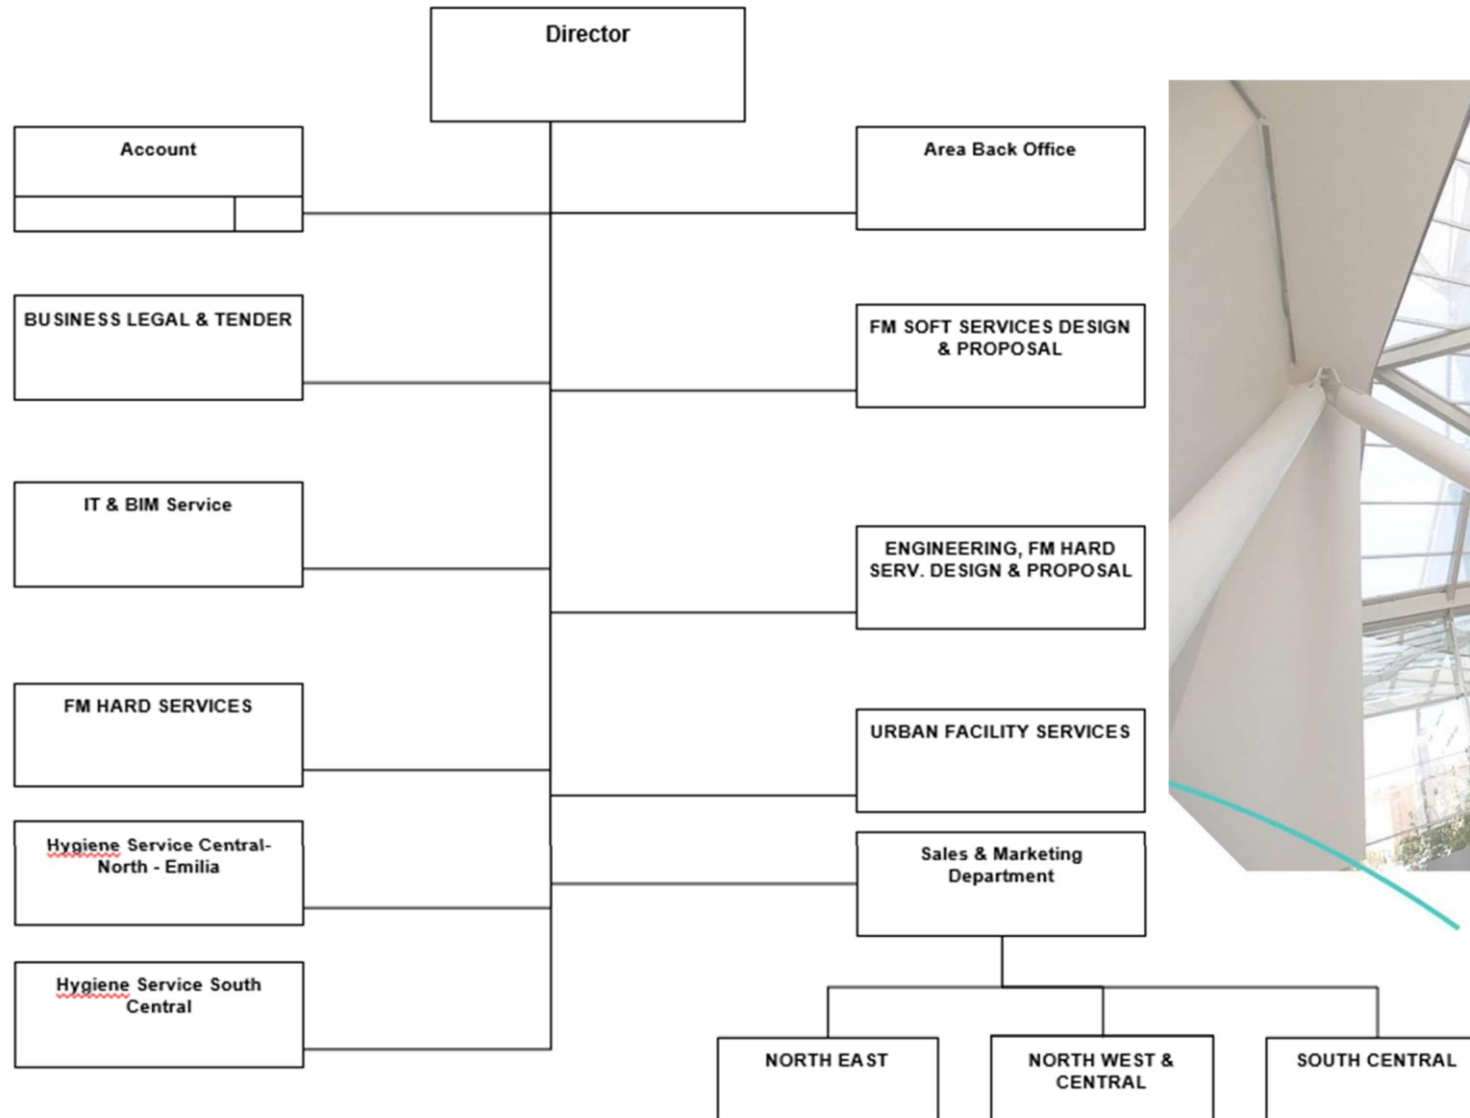 Director
Account
Area Back Office
BUSINESS LEGAL & TENDER
FM SOFT SERVICES DESIGN
& PROPOSAL
IT & BIM Service
ENGINEERING, FM HARD
SERV. DESIGN & PROPOSAL
FM HARD SERVICES
URBAN FACILITY SERVICES
Hygiene Service Central-
North - Emilia
Sales & Marketing
Department
Hygiene Service South
Central
NORTH EAST
NORTH WEST &
CENTRAL
SOUTH CENTRAL